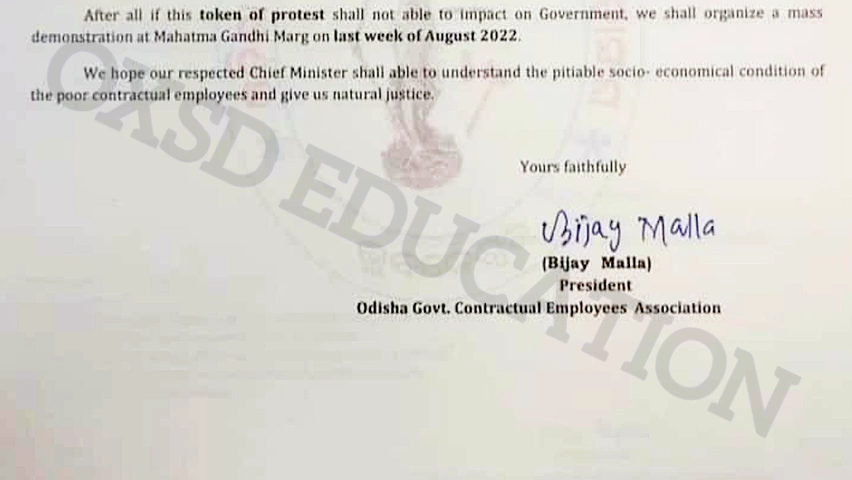 After all if this token of protest shall not able to impact on Government, we shall organize a mass
demonstration at Mahatma Gandhi Marg on last week of August 2022.
We hope our respected Chief Minister shall able to understand the pitiable socio- economical condition of
the poor contractual employees and give us natural justice.
Yours faithfully
Bijay Malla
(Bijay Malla)
President
Odisha Govt. Contractual Employees Association
OXSD EDUCATION